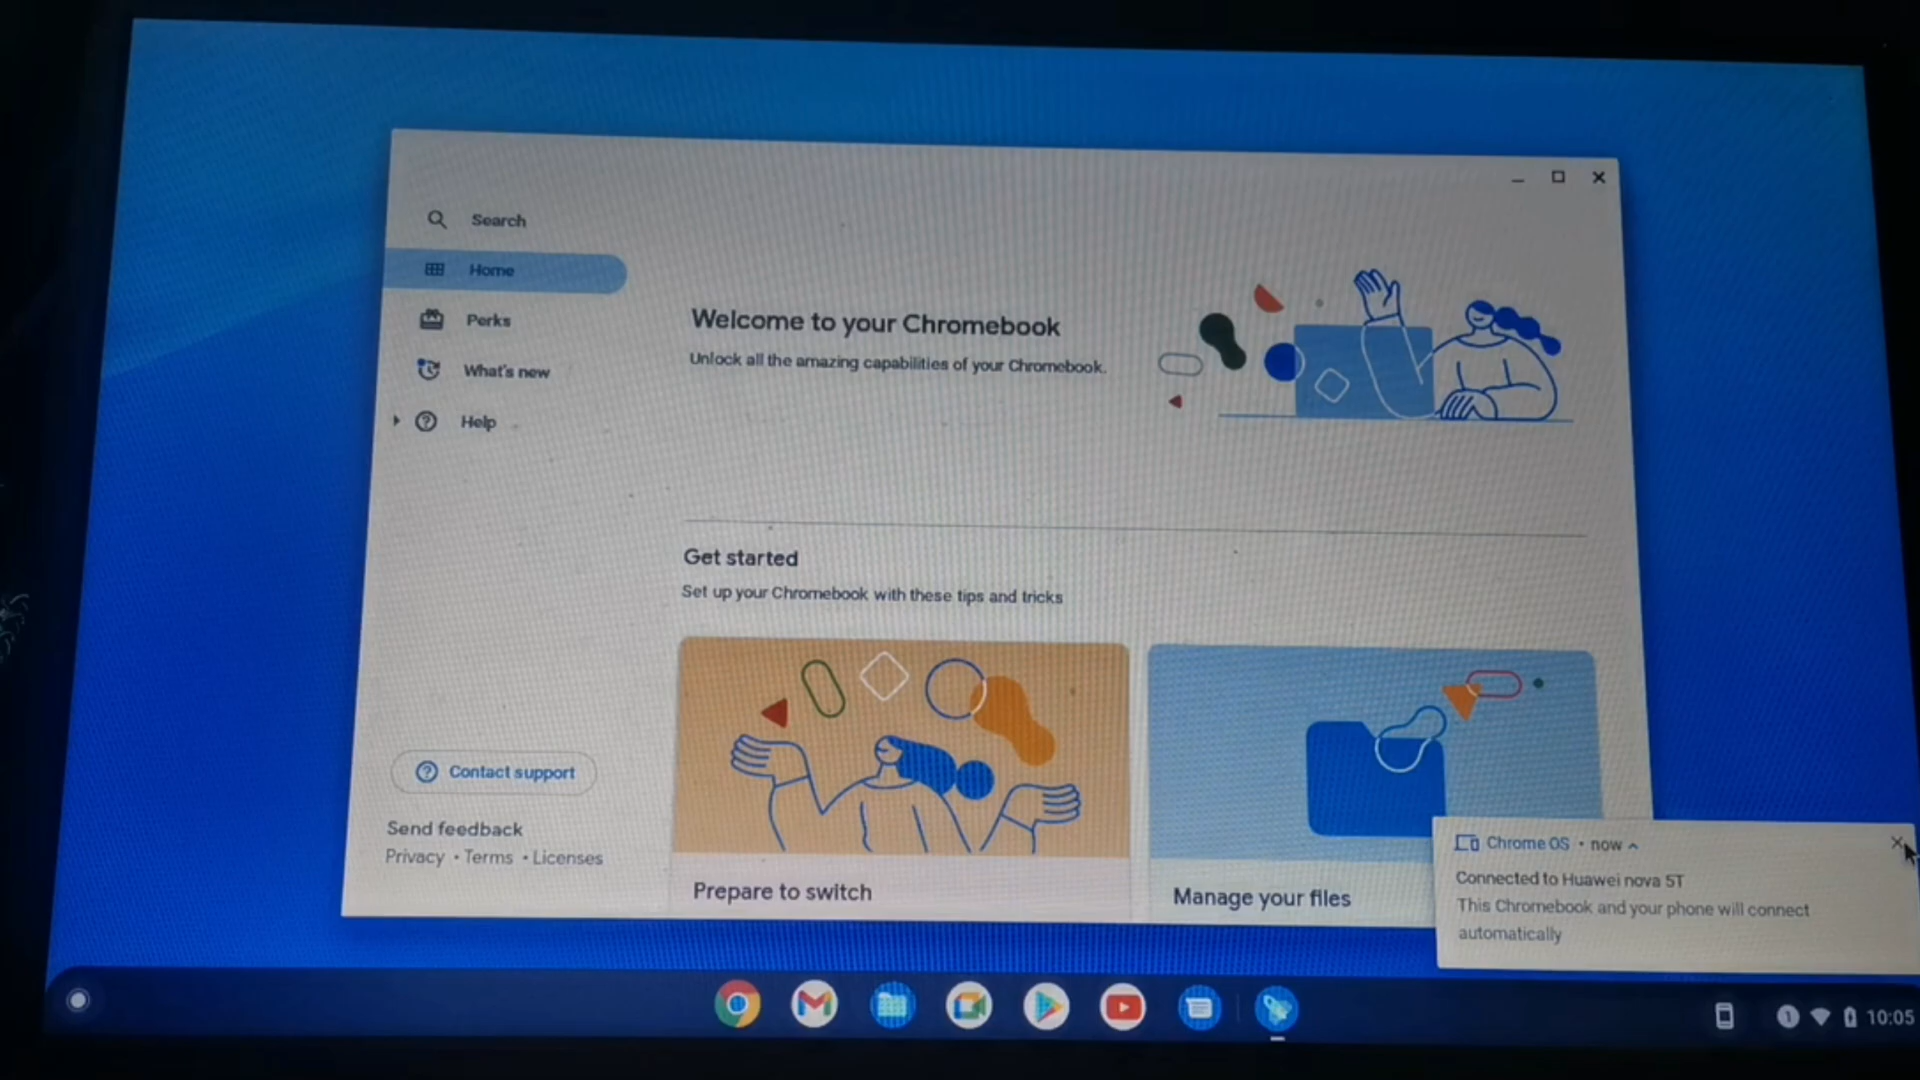 Search
Home
Perks
What's new
Help
Welcome to your Chromebook
Unlock all the amazing capabilities of your Chromebook.
Get started
Set up your Chromebook with these tips and tricks
Prepare to switch
Manage your files
Contact support
Send feedback
Privacy • Terms • Licenses
Chrome OS • now
Connected to Huawei nova 5T
This Chromebook and your phone will connect
automatically
1
10:05